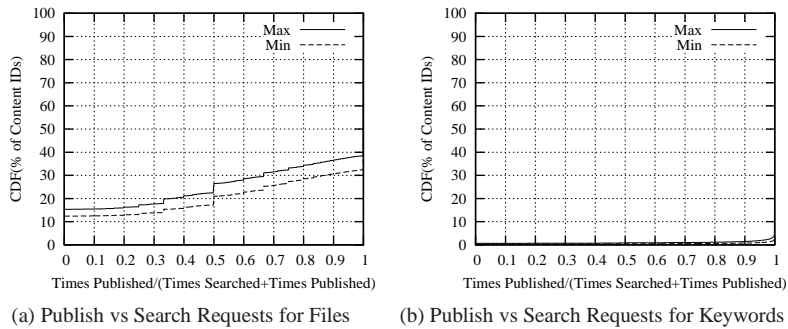 CDF(% of Content IDs)
100
90
80
70
60
50
40
30
20
10
0
Max
Min
0 0.1 0.2 0.3 0.4 0.5 0.6 0.7 0.8 0.9 1
Times Published/(Times Searched+Times Published)
(a) Publish vs Search Requests for Files
CDF(% of Content IDs)
100
90
80
70
60
50
40
30
20
10
0
Max
Min
0 0.1 0.2 0.3 0.4 0.5 0.6 0.7 0.8 0.9 1
Times Published/(Times Searched+Times Published)
(b) Publish vs Search Requests for Keywords